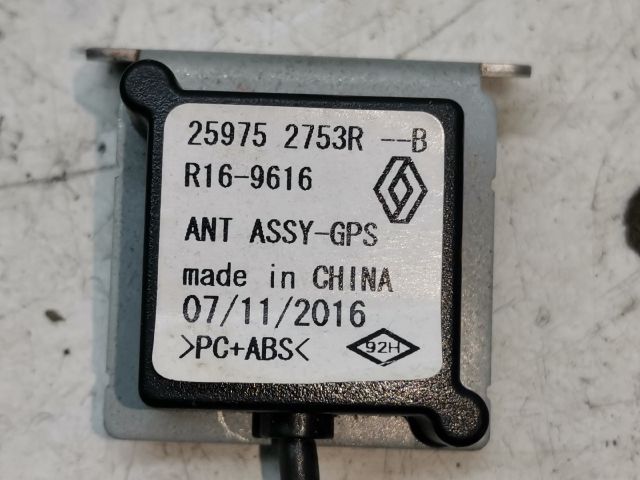 25975 2753R --B
R16-9616
ANT ASSY-GPS
made in CHINA
07/11/2016
>PC+ABS< 92H